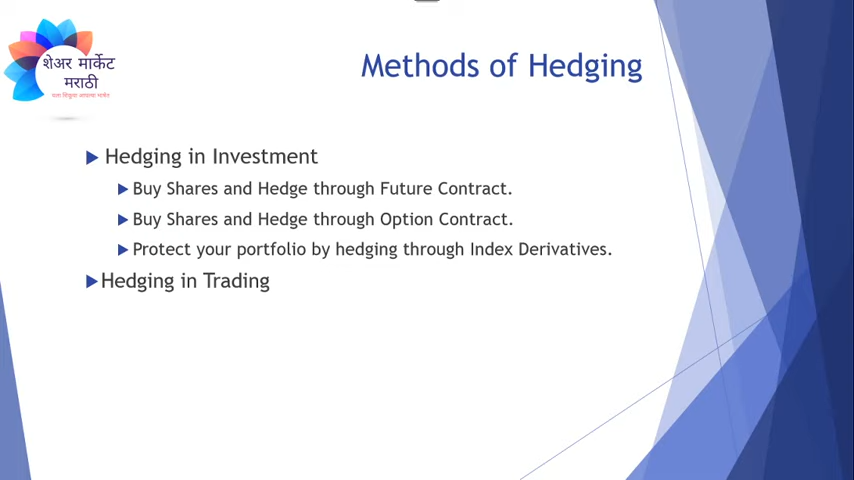 शेअर मार्केट
मराठी
Methods of Hedging
Hedging in Investment
Buy Shares and Hedge through Future Contract.
Buy Shares and Hedge through Option Contract.
Protect your portfolio by hedging through Index Derivatives.
Hedging in Trading